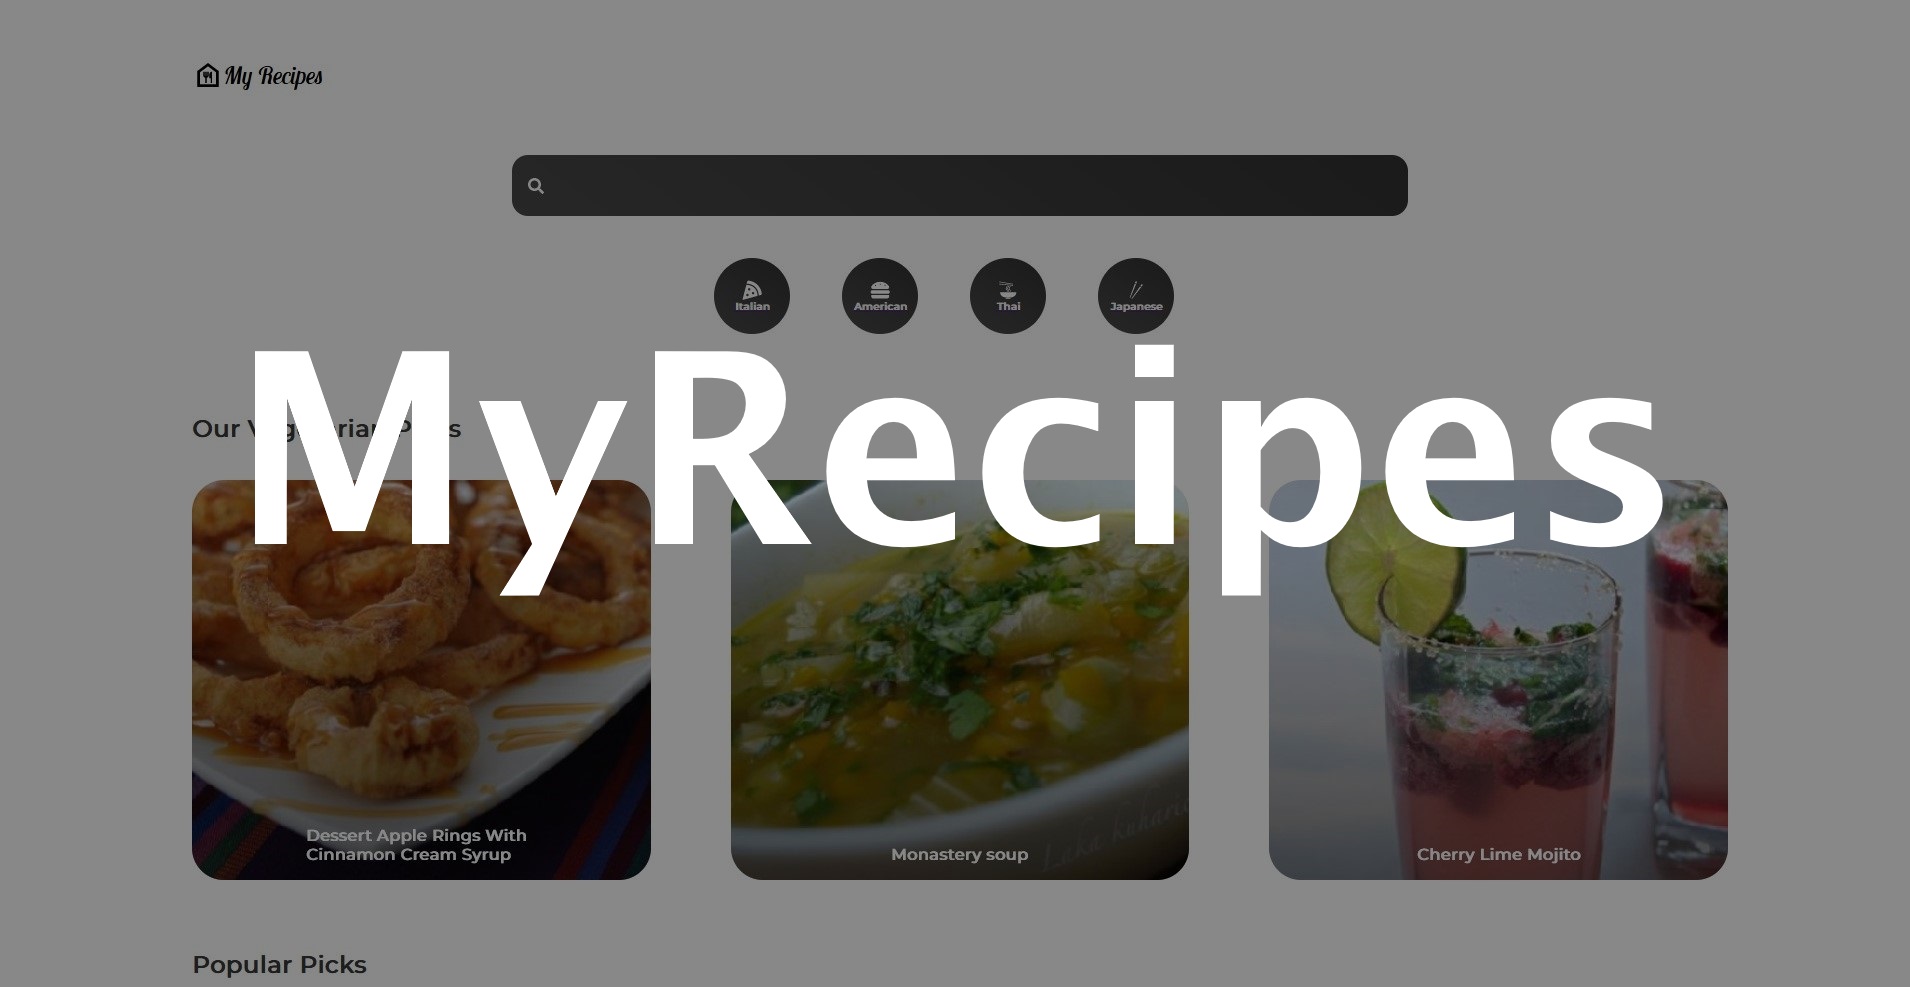 My Recipes
Italian
American
Thai
Japanese
MyRecipes
Our
Dessert Apple Rings With
Cinnamon Cream Syrup
Monastery soup
Cherry Lime Mojito
Popular Picks